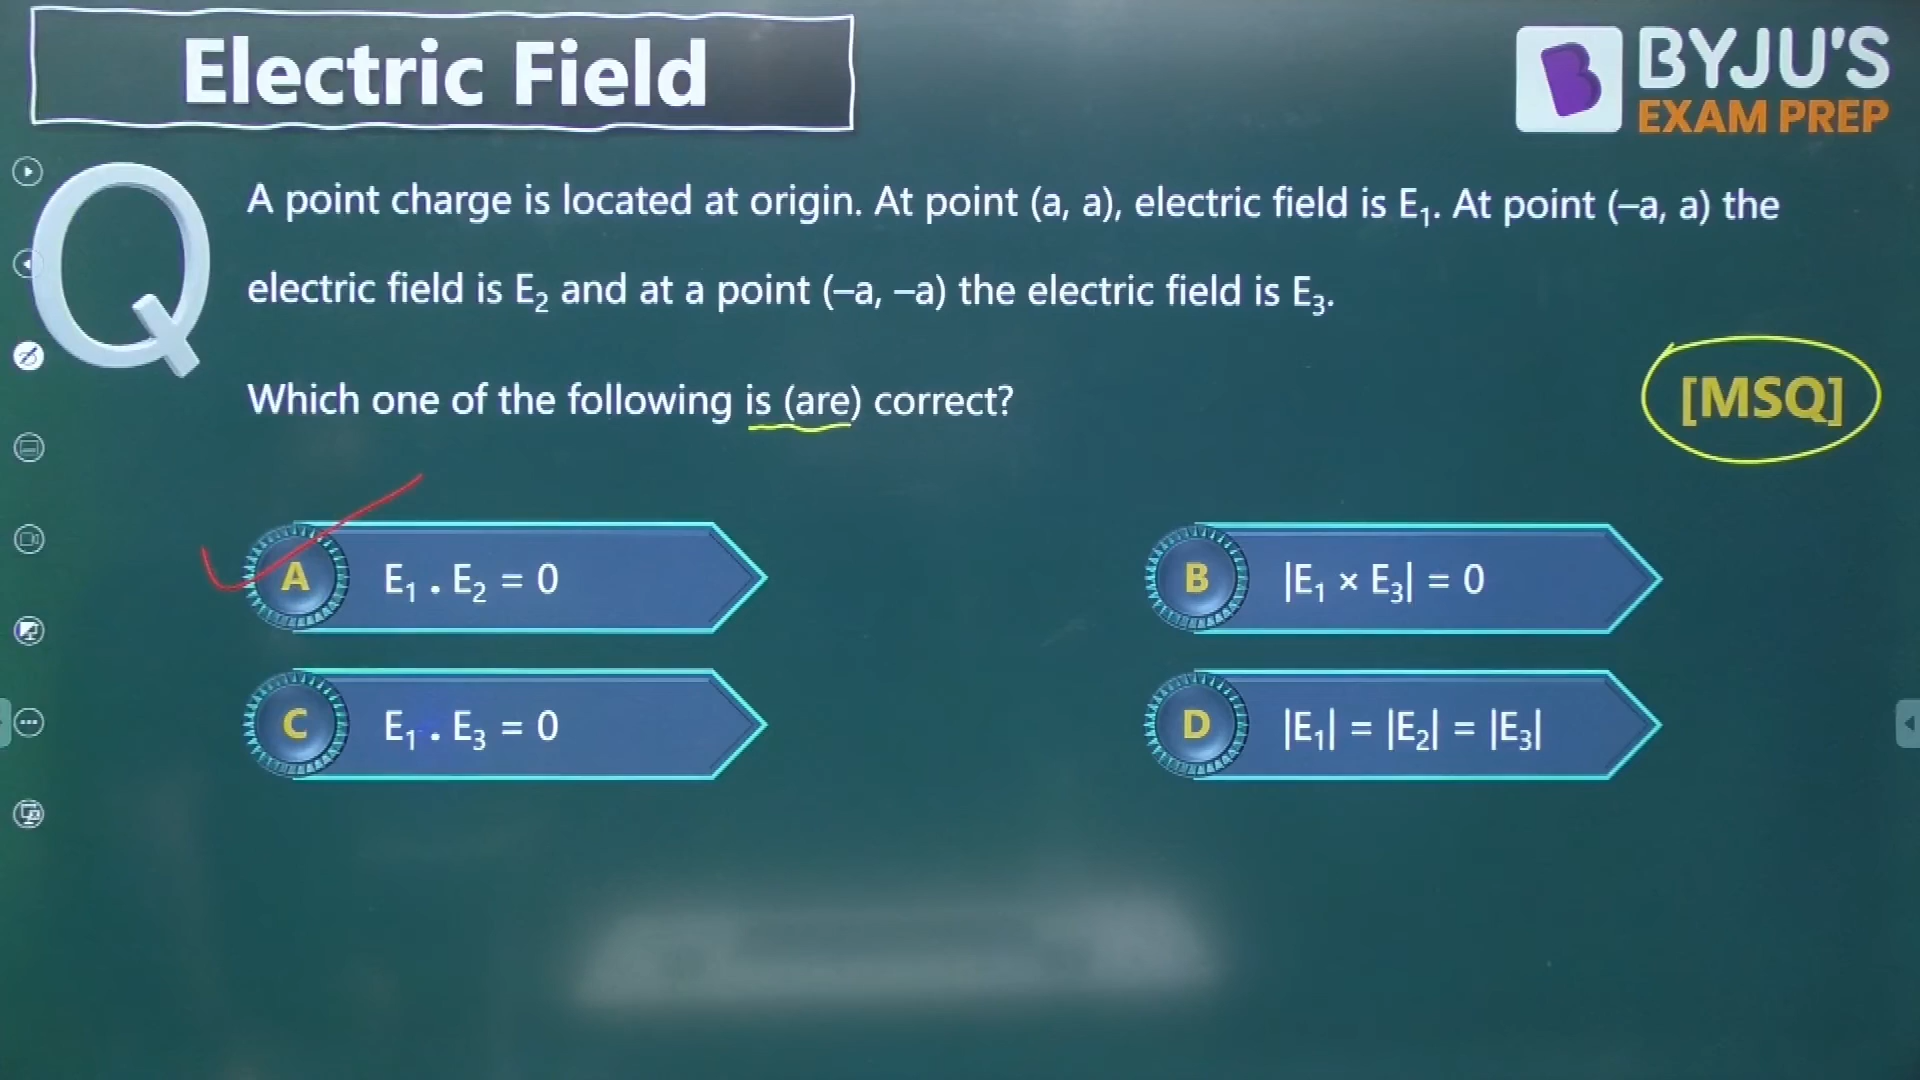 Electric Field
BYJU'S
EXAM PREP
Q
A point charge is located at origin. At point (a, a), electric field is E₁. At point (–a, a) the
electric field is E₂ and at a point (–a, –a) the electric field is E₃.
Which one of the following is (are) correct?
[MSQ]
A E₁ . E₂ = 0
B |E₁ × E₃| = 0
C E₁ . E₃ = 0
D |E₁| = |E₂| = |E₃|